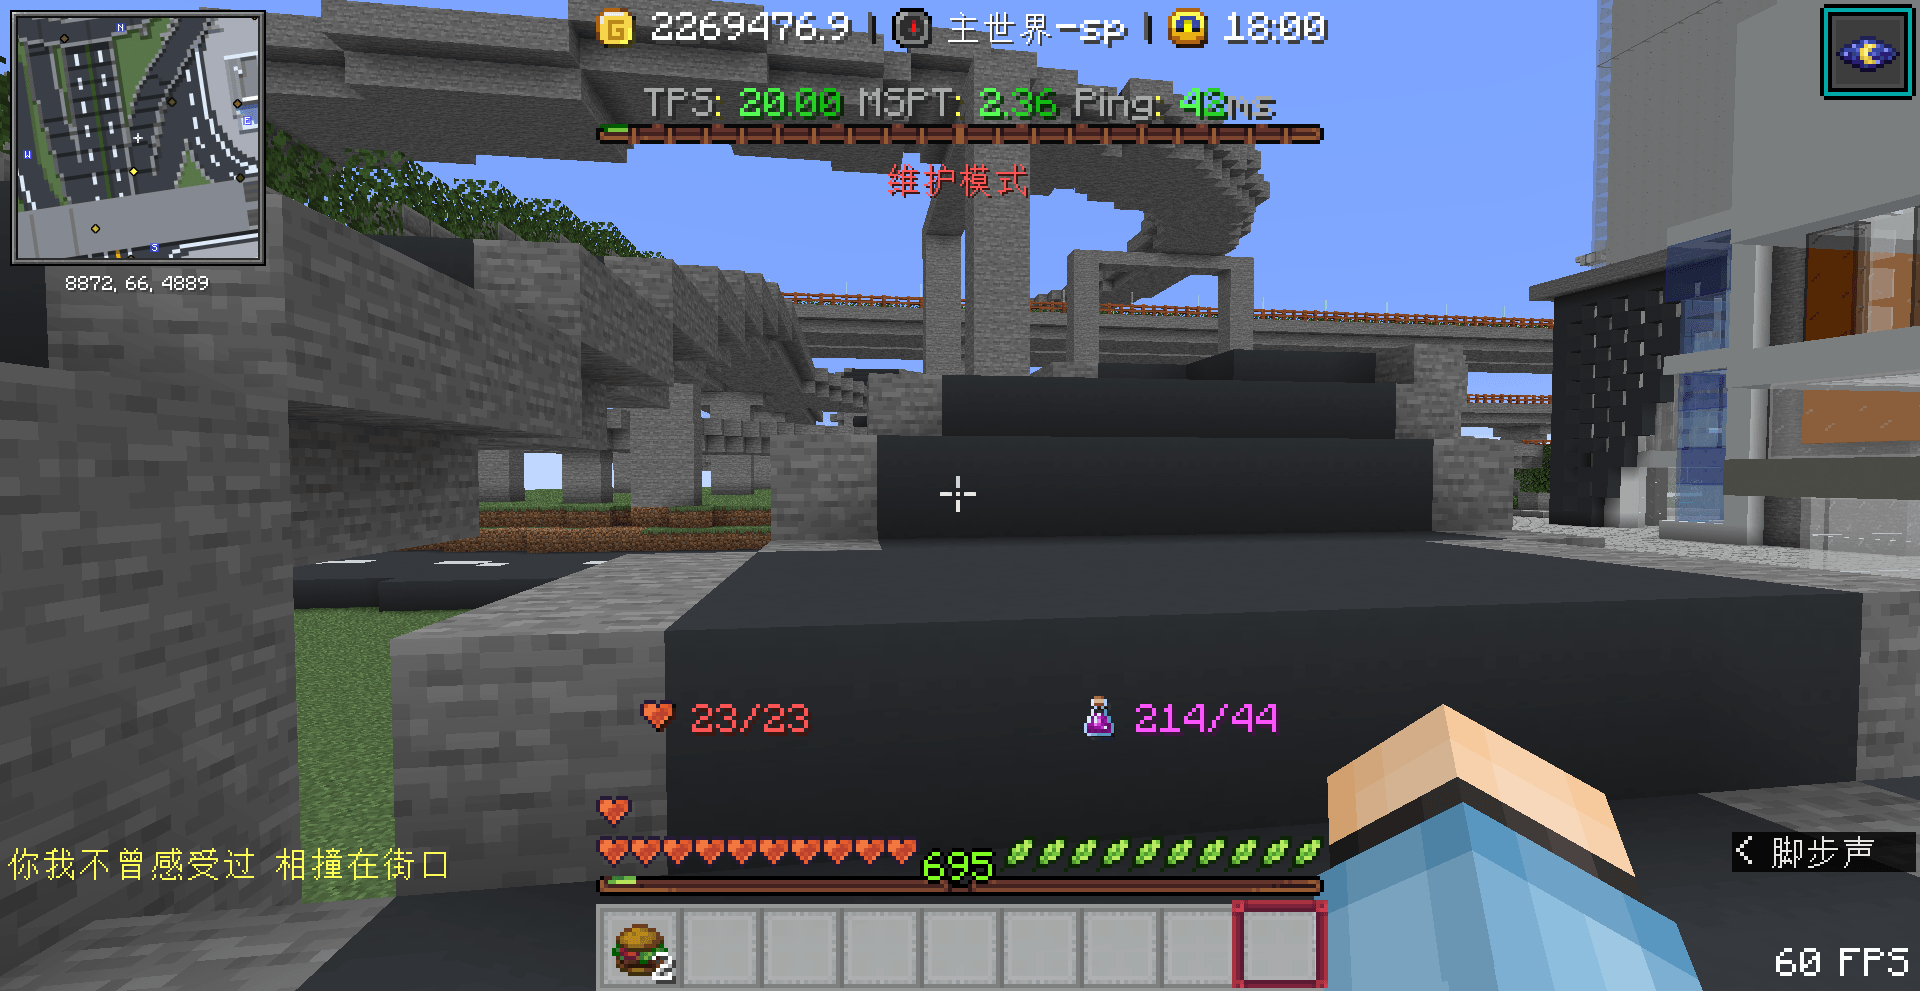 2269476.9 | 主世界-sp | 18:00
TPS: 20.00 MSPT: 2.36 Ping: 42ms
维护模式
N
W
E
S
8872, 66, 4889
23/23
214/44
你我不曾感受过 相撞在街口
695
< 脚步声
2
60 FPS